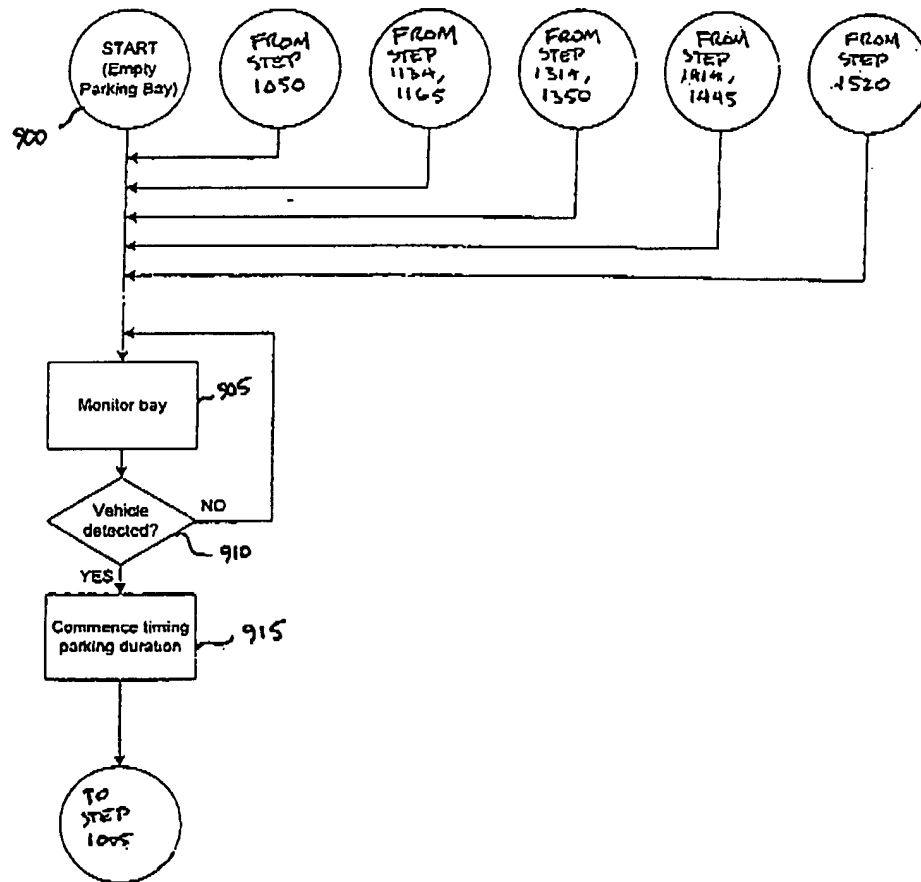 START
(Empty
Parking Bay)
900
FROM
STEP
1050
FROM
STEP
1134,
1165
FROM
STEP
1314,
1350
FROM
STEP
1414,
1445
FROM
STEP
1520
Monitor bay
905
Vehicle
detected?
NO
910
YES
Commence timing
parking duration
915
TO
STEP
1005